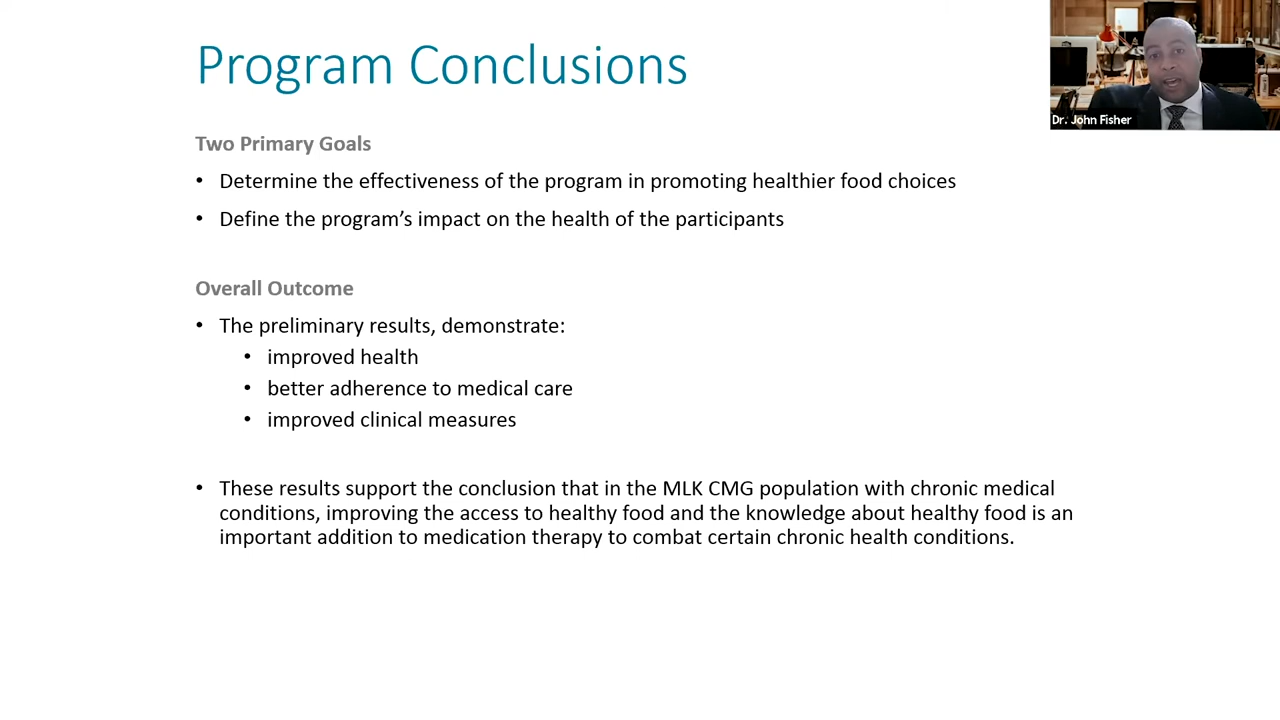 Program Conclusions
Dr. John Fisher
Two Primary Goals
• Determine the effectiveness of the program in promoting healthier food choices
• Define the program’s impact on the health of the participants
Overall Outcome
• The preliminary results, demonstrate:
• improved health
• better adherence to medical care
• improved clinical measures
• These results support the conclusion that in the MLK CMG population with chronic medical
conditions, improving the access to healthy food and the knowledge about healthy food is an
important addition to medication therapy to combat certain chronic health conditions.